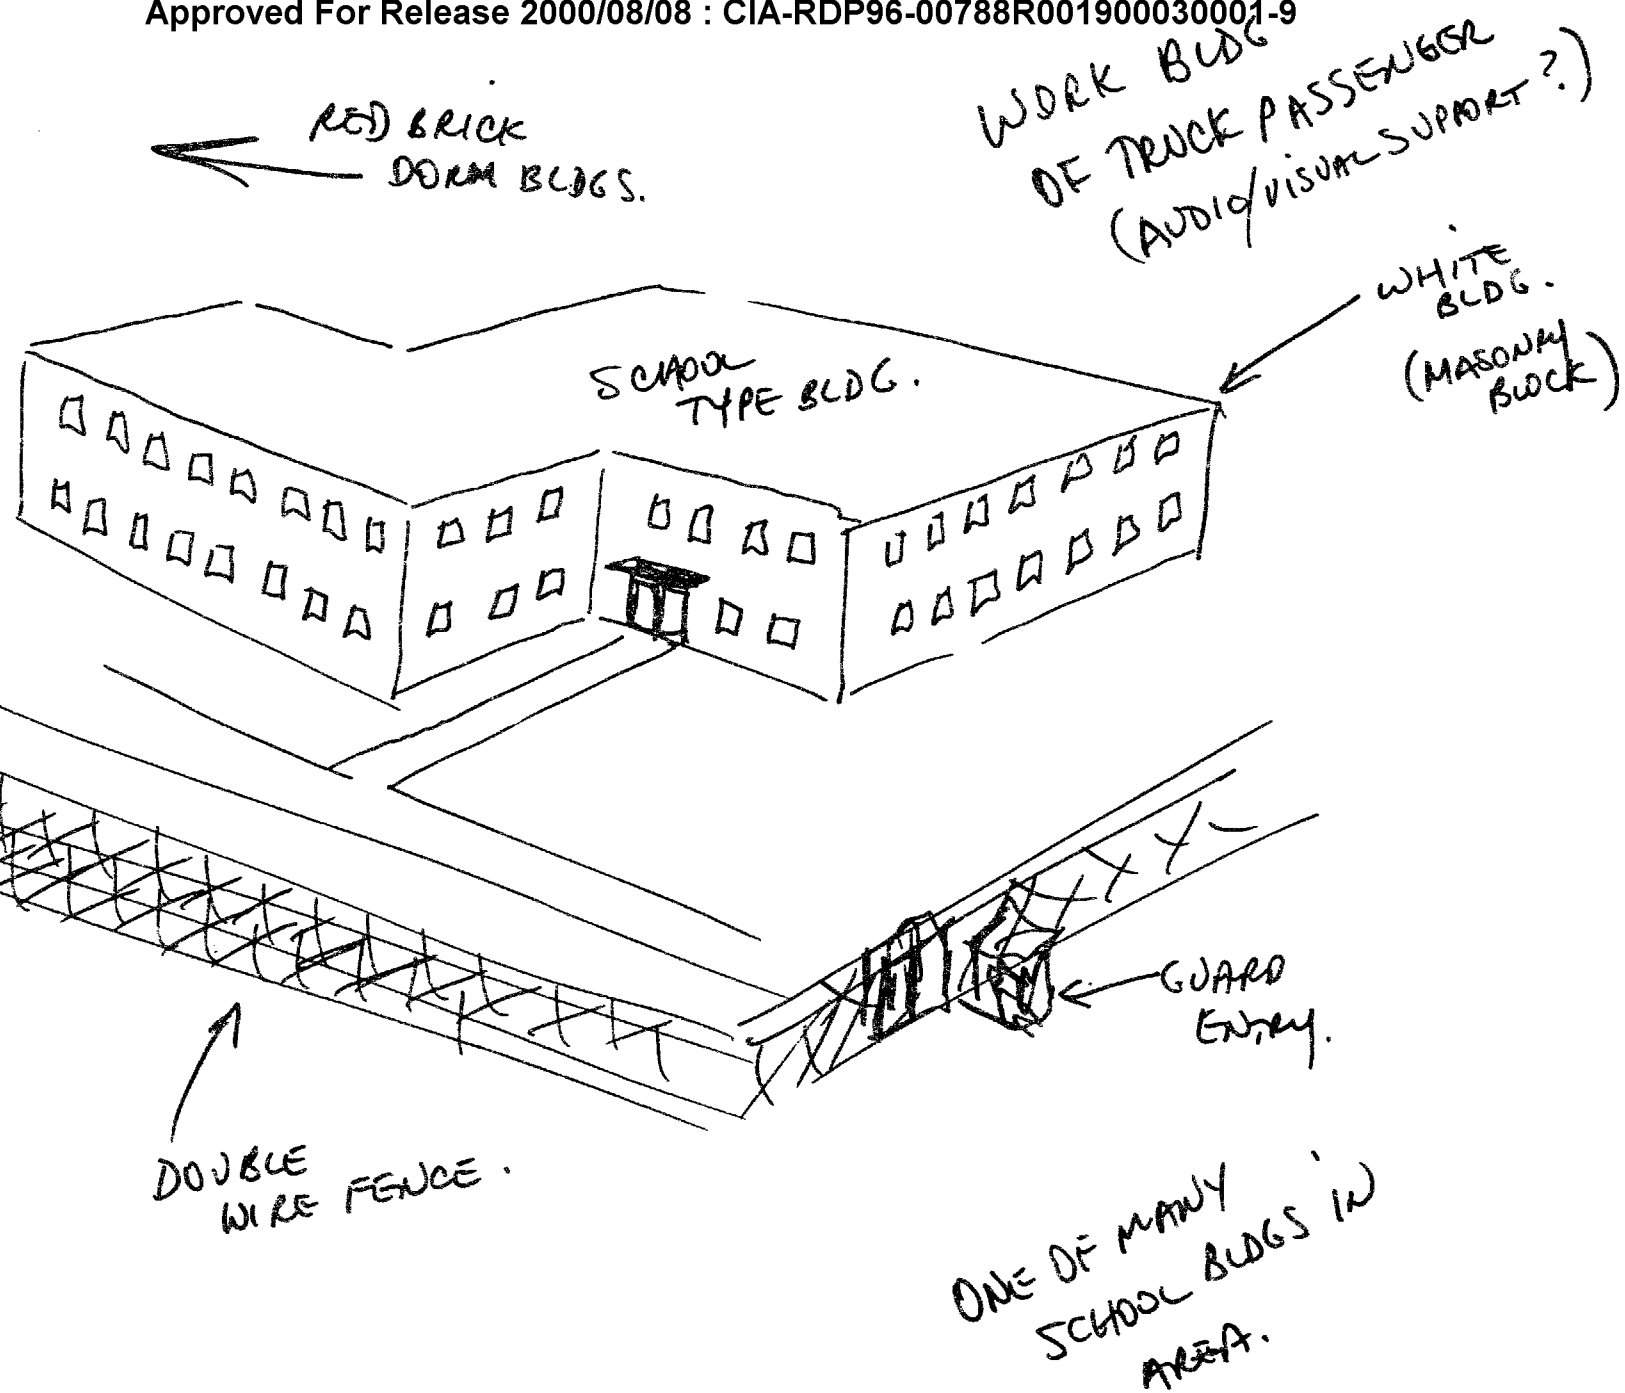 Approved For Release 2000/08/08 : CIA-RDP96-00788R001900030001-9
WORK BLDG
OF TRUCK PASSENGER
(AUDIO/VISUAL SUPPORT?)
RED BRICK
DORM BLDGS.
WHITE
BLDG.
(MASONRY
BLOCK)
SCHOOL
TYPE BLDG.
GUARD
ENTRY.
DOUBLE
WIRE FENCE.
ONE OF MANY
SCHOOL BLDGS IN
AREA.